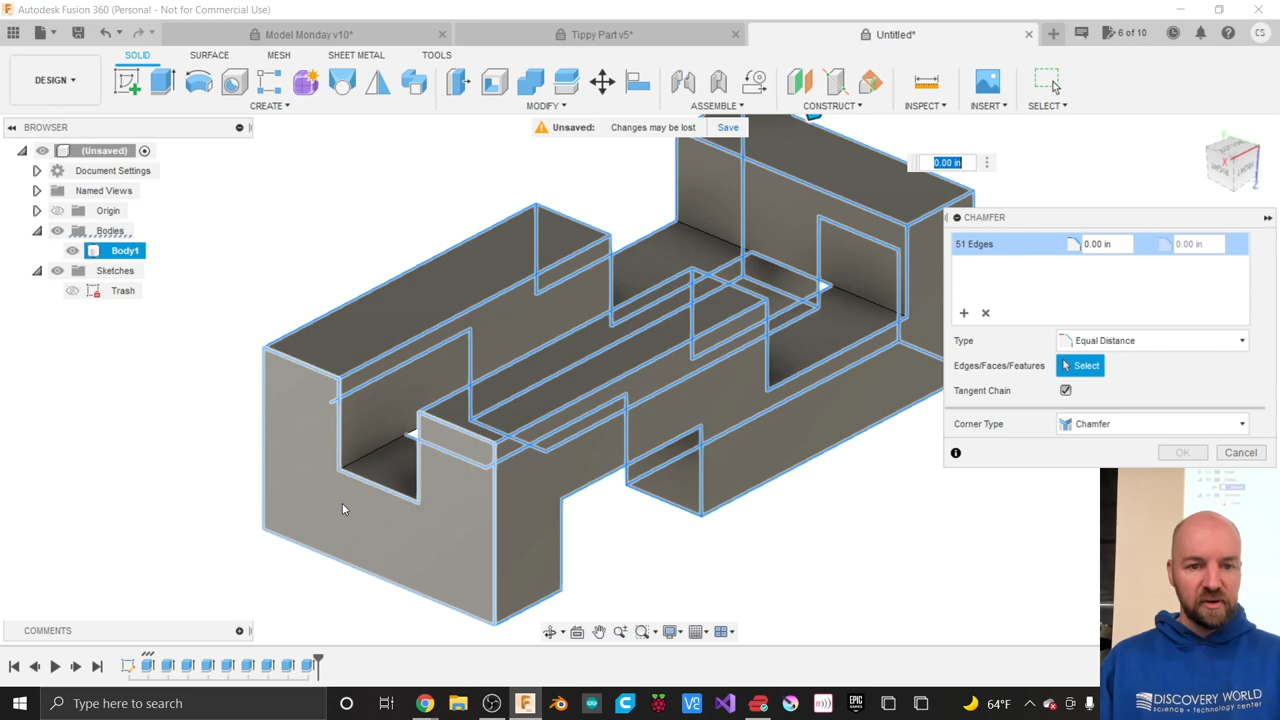 Autodesk Fusion 360 (Personal - Not for Commercial Use)
Model Monday v10*
Tippy Part v5*
Untitled*
6 of 10
CS
DESIGN
SOLID
SURFACE
MESH
SHEET METAL
TOOLS
CREATE
MODIFY
ASSEMBLE
CONSTRUCT
INSPECT
INSERT
SELECT
BROWSER
Unsaved: Changes may be lost Save
(Unsaved)
Document Settings
Named Views
Origin
Bodies
Body1
Sketches
Trash
0.00 in
CHAMFER
51 Edges 0.00 in 0.00 in
Type Equal Distance
Edges/Faces/Features Select
Tangent Chain
Corner Type Chamfer
OK Cancel
COMMENTS
DISCOVERY WORLD
science + technology center
Type here to search
64°F